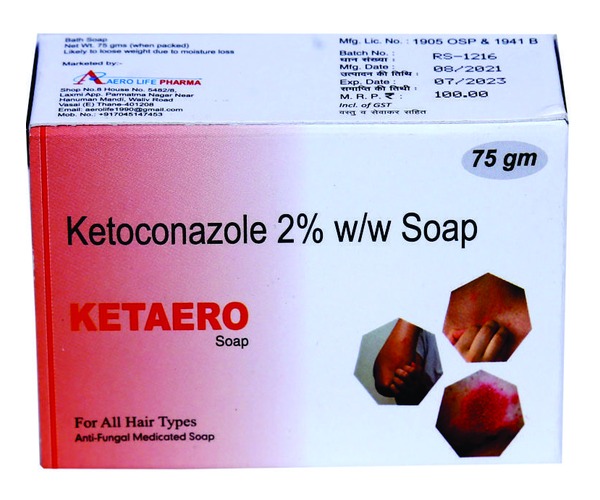 Bath Soap
Net Wt. 75 gms (when packed)
Likely to loose weight due to moisture loss
Marketed by:-
AERO LIFE PHARMA
Shop No.8 House No. 5482/8,
Laxmi App. Parmatma Nagar Near
Hanuman Mandi, Waliv Road
Vasai (E) Thane-401208
Email: aerolife1990@gmail.com
Mob. No.: +917045147453
Mfg. Lic. No. : 1905 OSP & 1941 B
Batch No. : RS-1216
घान संख्या :
Mfg. Date : 08/2021
उत्पादन की तिथि :
Exp. Date : 07/2023
समाप्ति की तिथी :
M. R. P. ₹ : 100.00
Incl. of GST
वस्तु व सेवाकर सहित
75 gm
Ketoconazole 2% w/w Soap
KETAERO
Soap
For All Hair Types
Anti-Fungal Medicated Soap